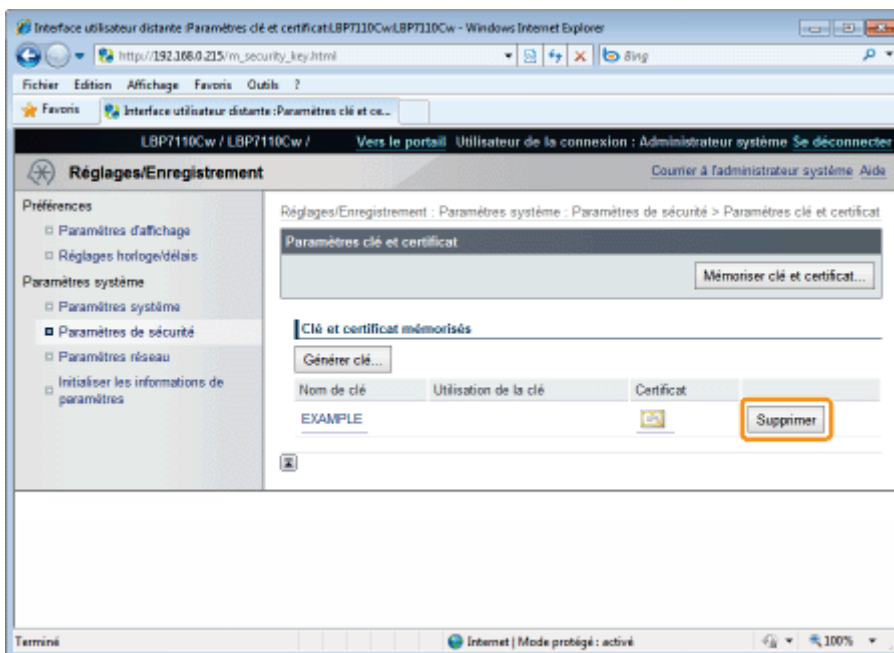 Interface utilisateur distante :Paramètres clé et certificat:LBP7110Cw:LBP7110Cw - Windows Internet Explorer
http://192.168.0.215/m_security_key.html
Bing
Fichier Edition Affichage Favoris Outils ?
Favoris Interface utilisateur distante :Paramètres clé et ce...
LBP7110Cw / LBP7110Cw / Vers le portail Utilisateur de la connexion : Administrateur système Se déconnecter
Réglages/Enregistrement
Courrier à l'administrateur système Aide
Préférences
Paramètres d'affichage
Réglages horloge/délais
Paramètres système
Paramètres système
Paramètres de sécurité
Paramètres réseau
Initialiser les informations de
paramètres
Réglages/Enregistrement : Paramètres système : Paramètres de sécurité > Paramètres clé et certificat
Paramètres clé et certificat
Mémoriser clé et certificat...
Clé et certificat mémorisés
Générer clé...
Nom de clé Utilisation de la clé Certificat
EXAMPLE Supprimer
Terminé Internet | Mode protégé : activé 100%